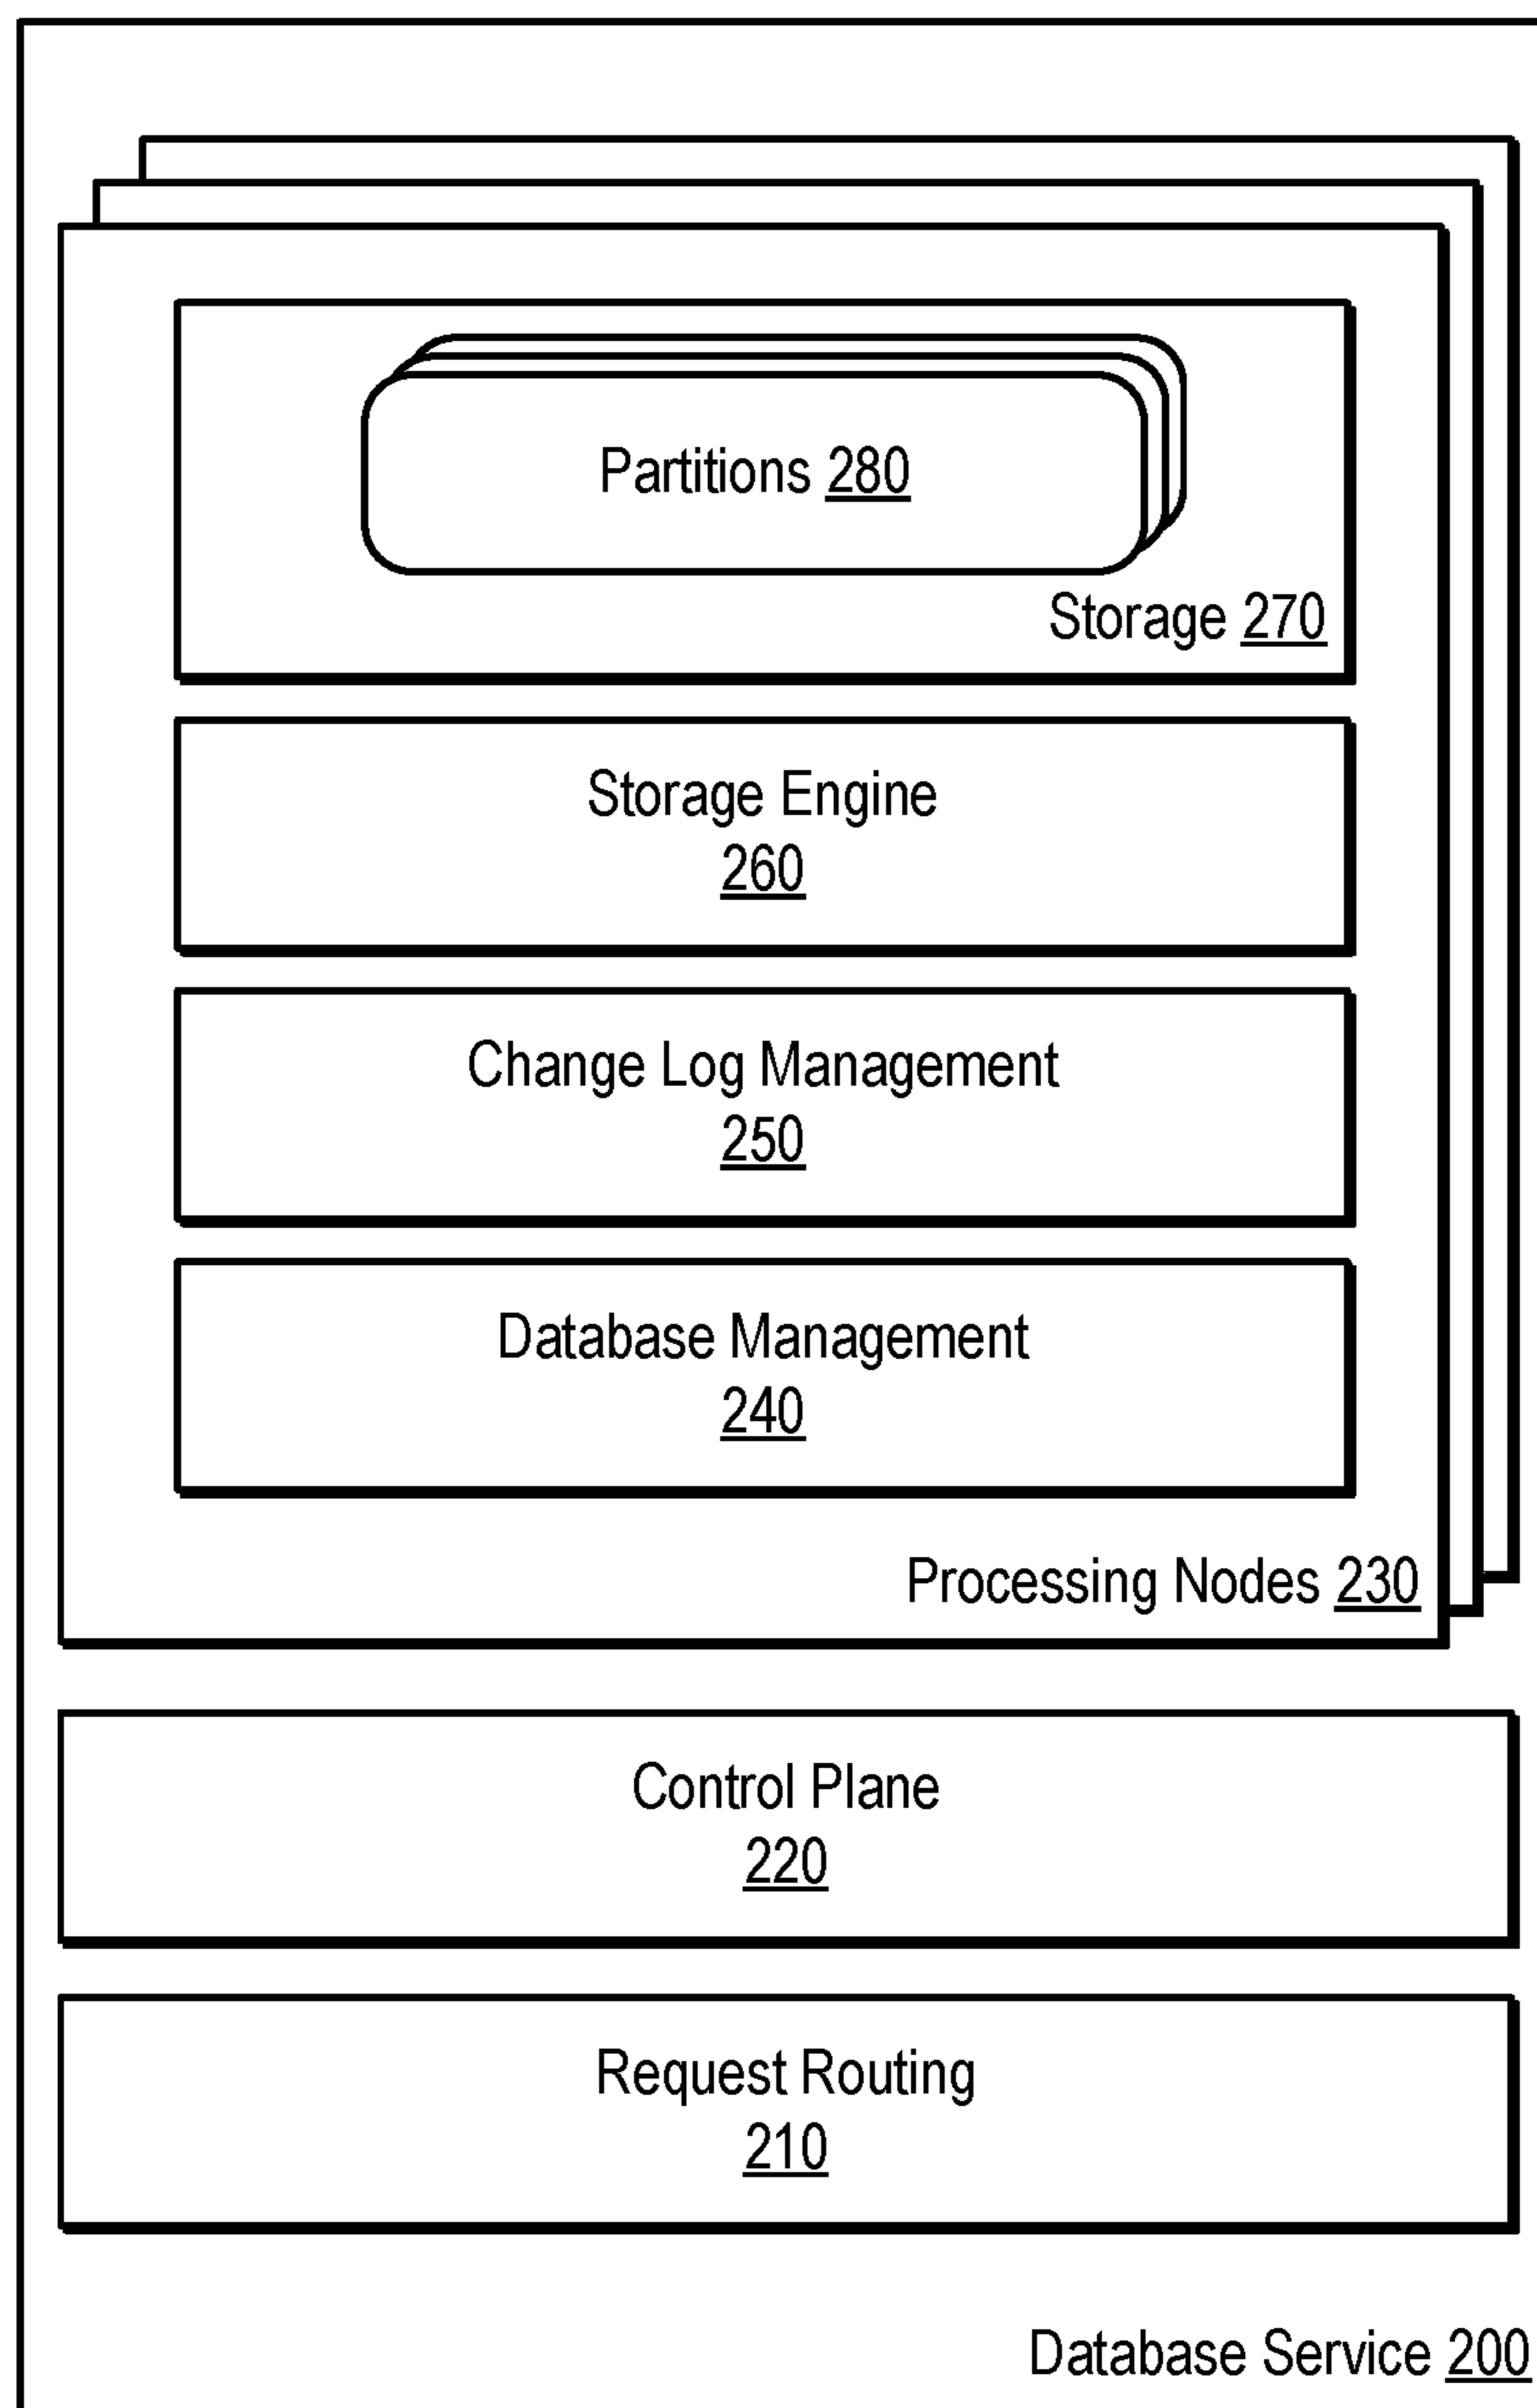 Partitions 280
Storage 270
Storage Engine
260
Change Log Management
250
Database Management
240
Processing Nodes 230
Control Plane
220
Request Routing
210
Database Service 200